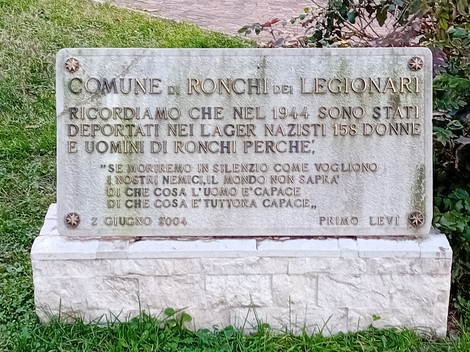 COMUNE DI RONCHI DEI LEGIONARI
RICORDIAMO CHE NEL 1944 SONO STATI
DEPORTATI NEI LAGER NAZISTI 158 DONNE
E UOMINI DI RONCHI PERCHE',
"SE MORIREMO IN SILENZIO COME VOGLIONO
I NOSTRI NEMICI, IL MONDO NON SAPRA'
DI CHE COSA L'UOMO E' CAPACE
DI CHE COSA E' TUTTORA CAPACE„
2 GIUGNO 2004 PRIMO LEVI